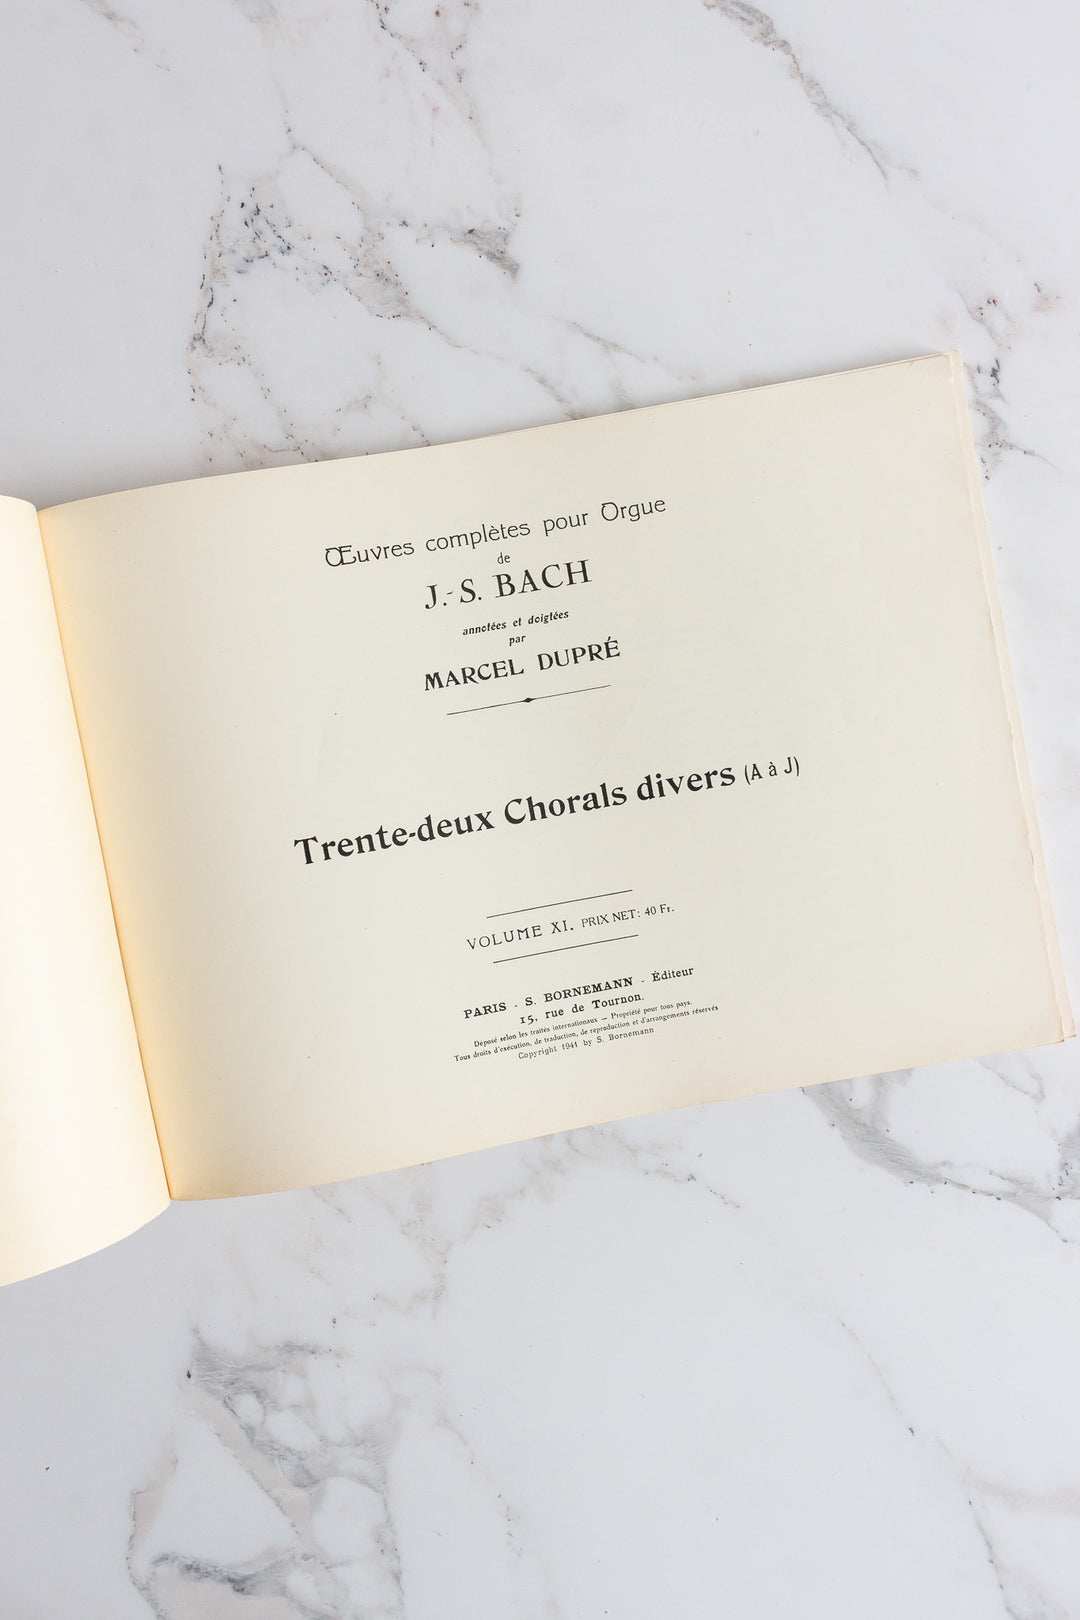 Œuvres complètes pour Orgue
de
J.-S. BACH
annotées et doigtées
par
MARCEL DUPRÉ
Trente-deux Chorals divers (A à J)
VOLUME XI. PRIX NET: 40 Fr.
PARIS - S. BORNEMANN - Éditeur
15, rue de Tournon.
Déposé selon les traités internationaux — Propriété pour tous pays.
Tous droits d'exécution, de traduction, de reproduction et d'arrangements réservés
Copyright 1941 by S. Bornemann